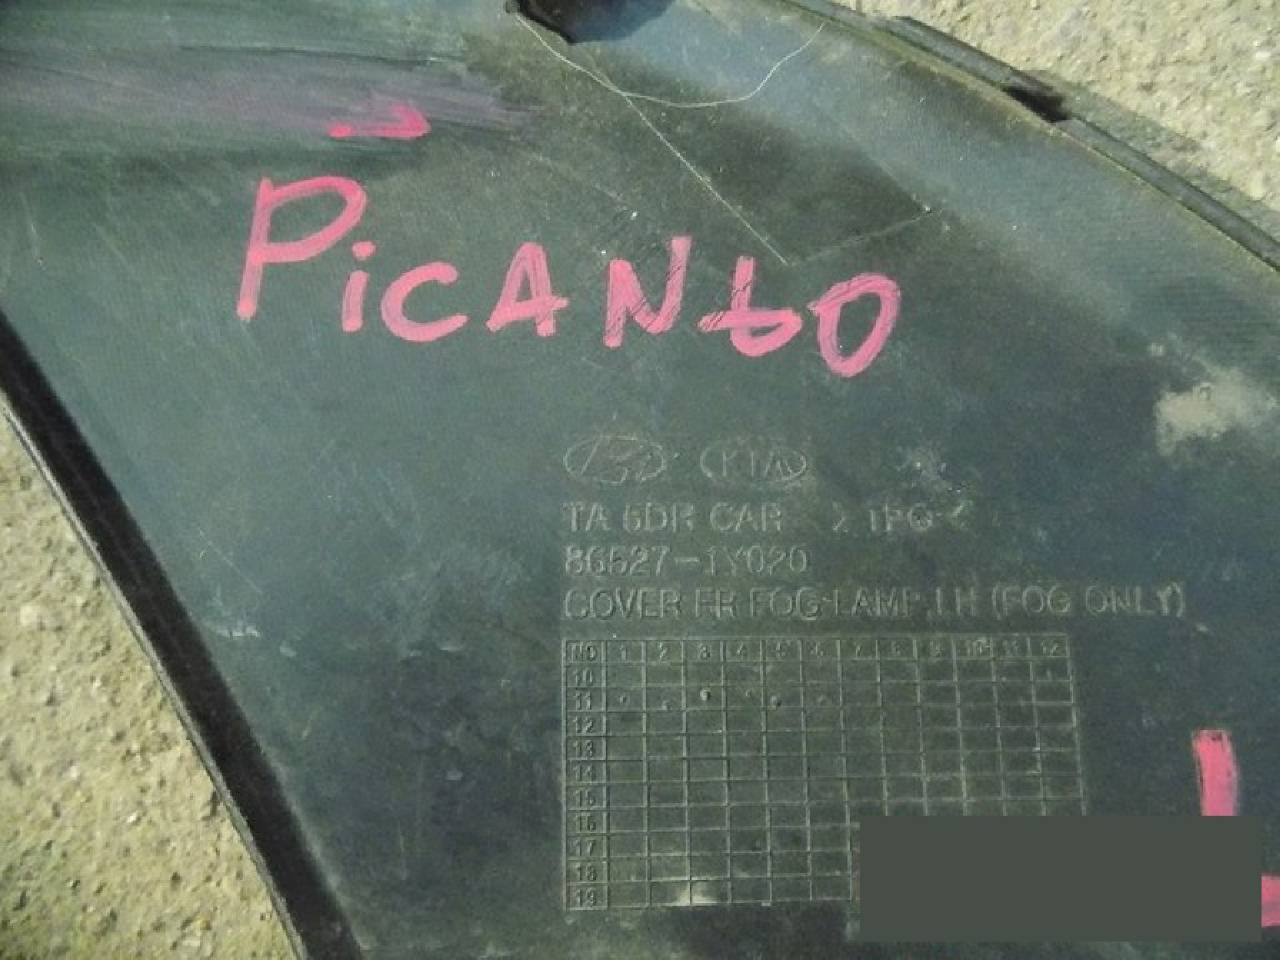 PiCANtO
KIA
TA 5DR CAR >TPO<
86527-1Y020
COVER FR FOG LAMP, LH (FOG ONLY)
NO 1 2 3 4 5 6 7 8 9 10 11 12
10
11
12
13
14
15
16
17
18
19
L